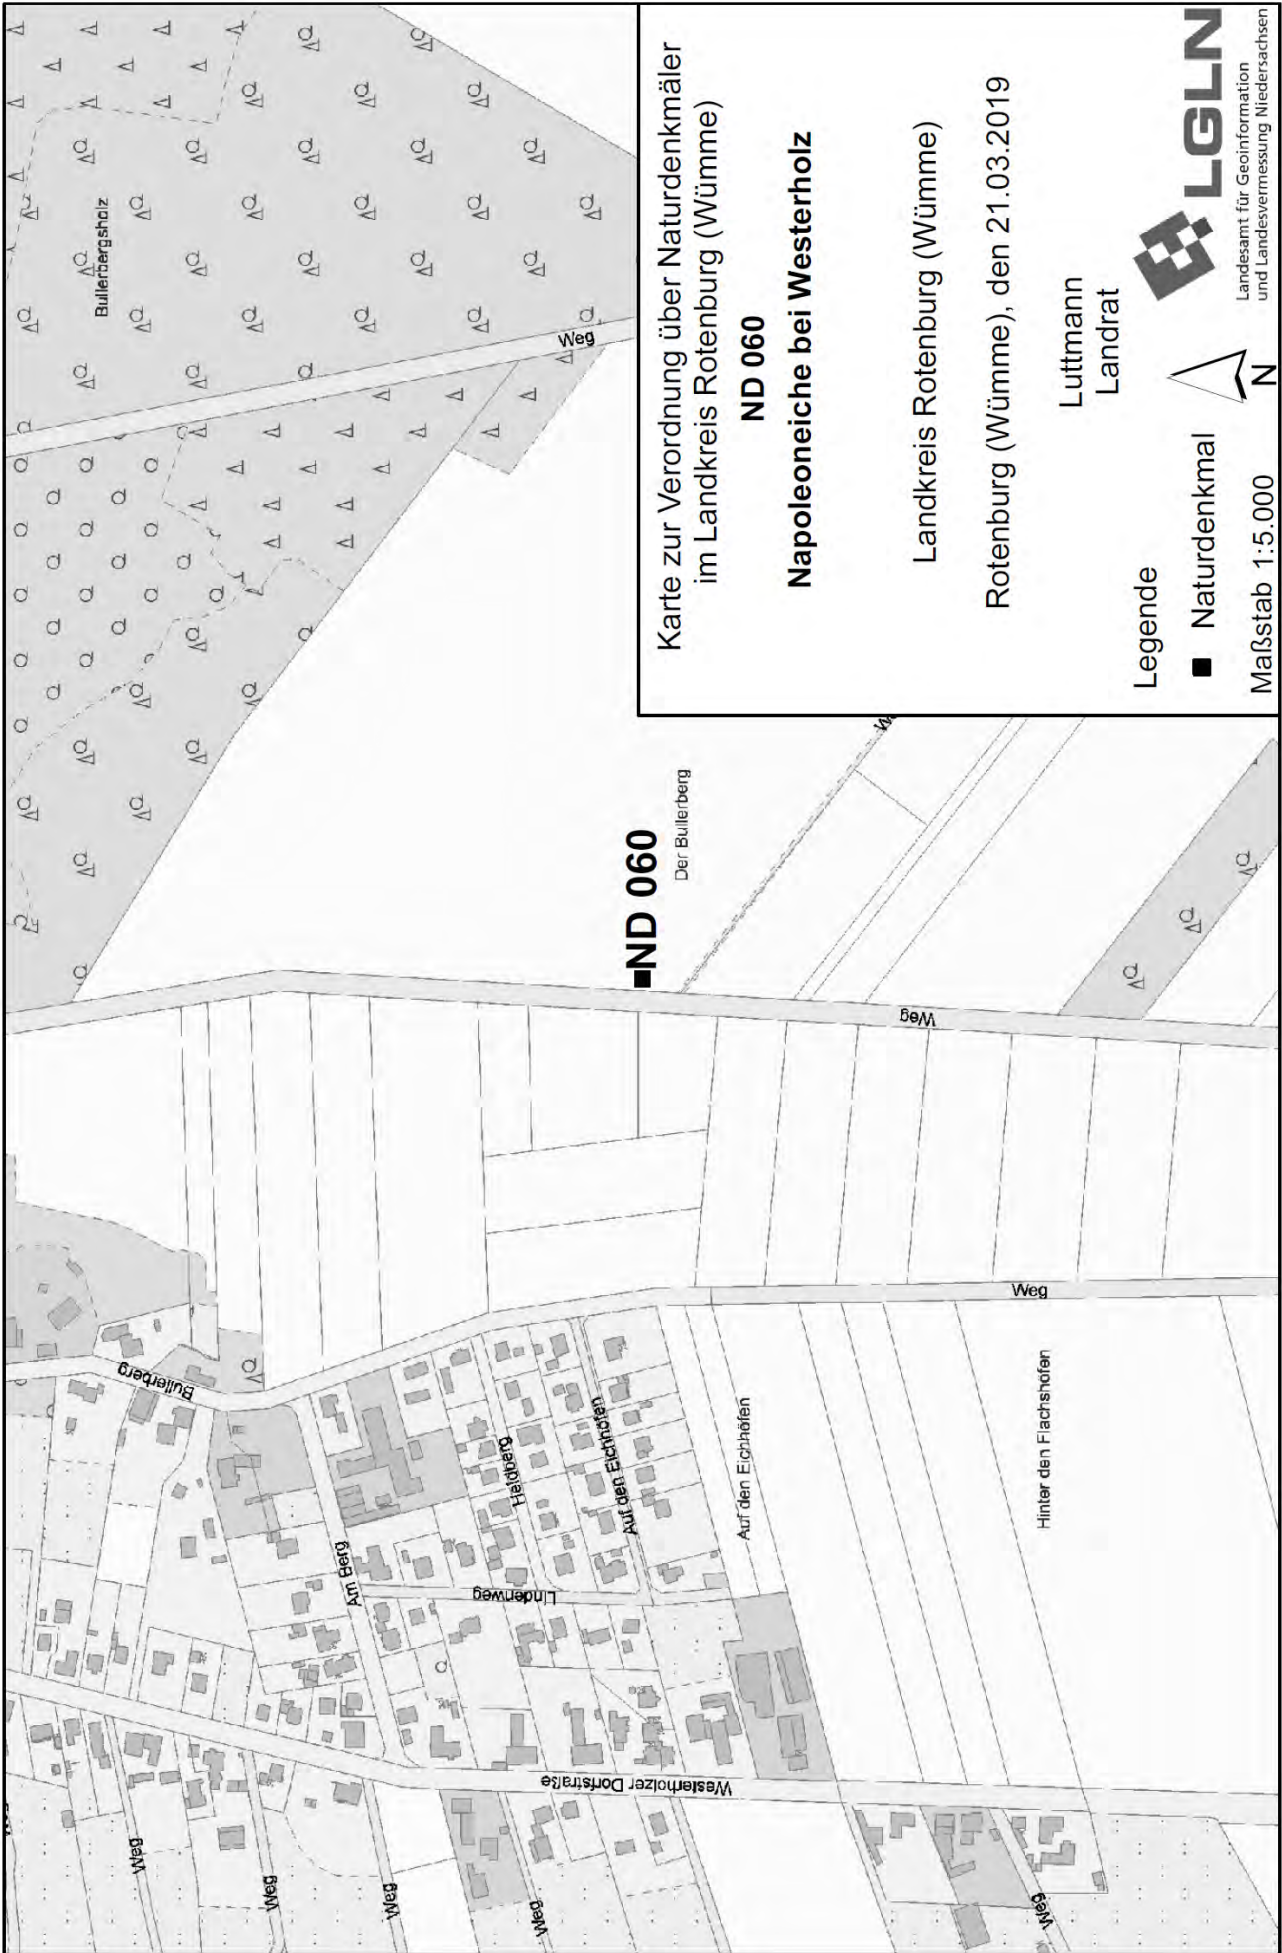 Karte zur Verordnung über Naturdenkmäler
im Landkreis Rotenburg (Wümme)
ND 060
Napoleoneiche bei Westerholz
Landkreis Rotenburg (Wümme)
Rotenburg (Wümme), den 21.03.2019
Luttmann
Landrat
Legende
Naturdenkmal
Maßstab 1:5.000
N
LGLN
Landesamt für Geoinformation
und Landesvermessung Niedersachsen
Bullerbergsholz
Weg
ND 060
Der Bullerberg
Weg
Weg
Bullerberg
Am Berg
Heidberg
Auf den Eichhöfen
Lindenweg
Auf den Eichhöfen
Hinter den Flachshöfen
Westerholzer Dorfstraße
Weg
Weg
Weg
Weg
Weg